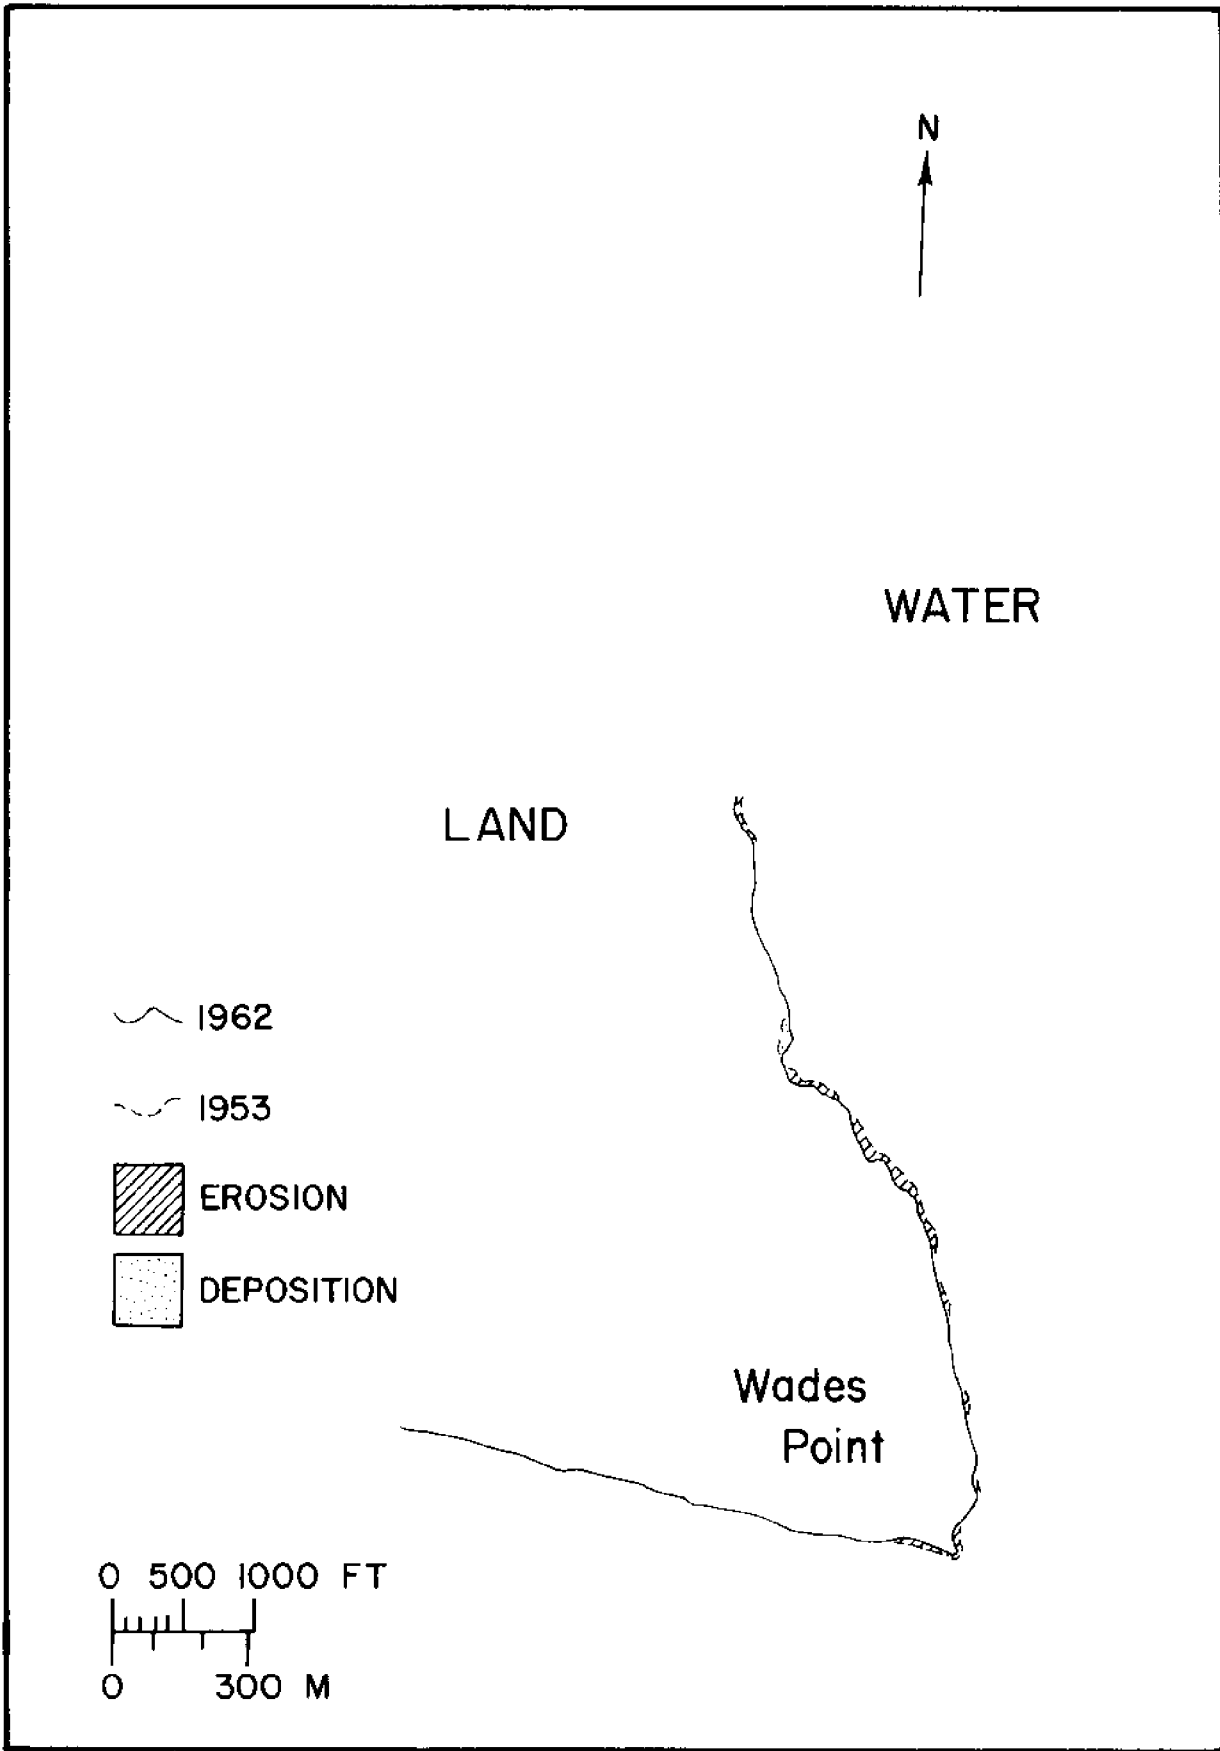 N
WATER
LAND
1962
1953
EROSION
DEPOSITION
Wades
Point
0 500 1000 FT
0 300 M